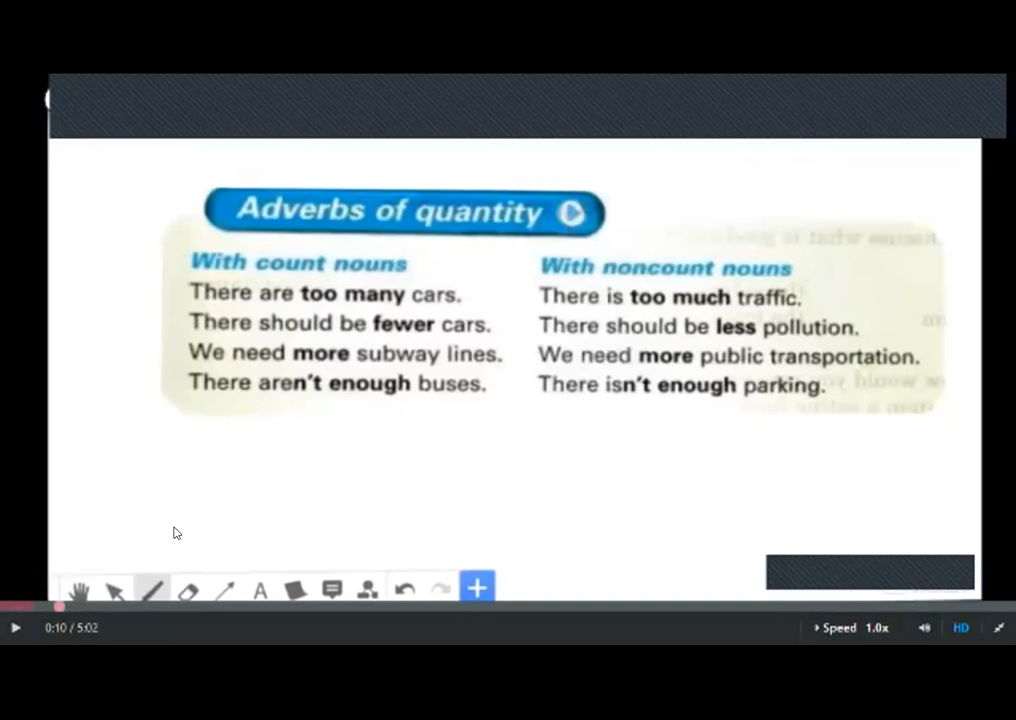 Adverbs of quantity
With count nouns
There are too many cars.
There should be fewer cars.
We need more subway lines.
There aren't enough buses.
With noncount nouns
There is too much traffic.
There should be less pollution.
We need more public transportation.
There isn't enough parking.
A
0:10 / 5:02
Speed 1.0x
HD